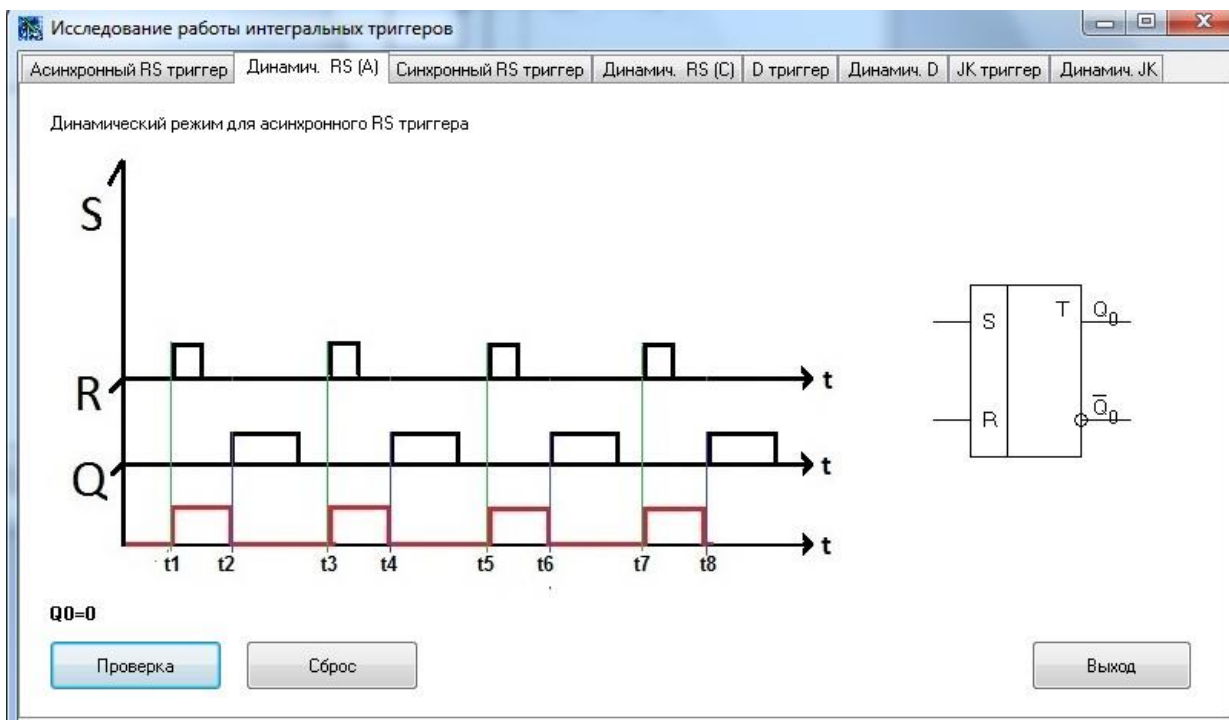 Исследование работы интегральных триггеров
Асинхронный RS триггер Динамич. RS (A) Синхронный RS триггер Динамич. RS (C) D триггер Динамич. D JK триггер Динамич. JK
Динамический режим для асинхронного RS триггера
S
t
R
t
Q
t
t1 t2 t3 t4 t5 t6 t7 t8
S T Q0
R Q̅0
Q0=0
Проверка Сброс Выход